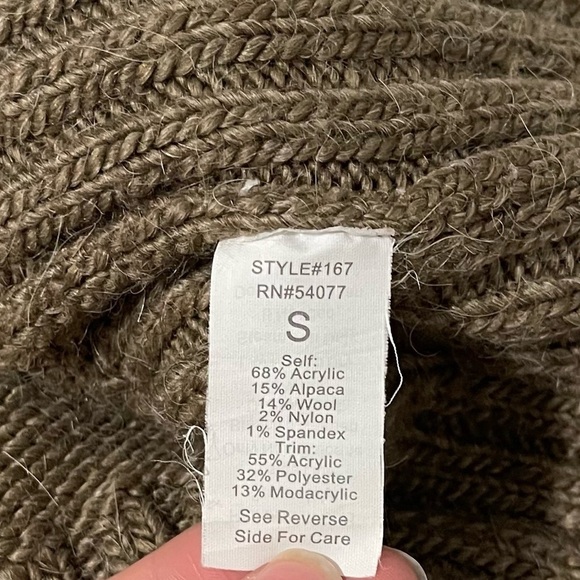 STYLE#167
RN#54077
S
Self:
68% Acrylic
15% Alpaca
14% Wool
2% Nylon
1% Spandex
Trim:
55% Acrylic
32% Polyester
13% Modacrylic
See Reverse
Side For Care